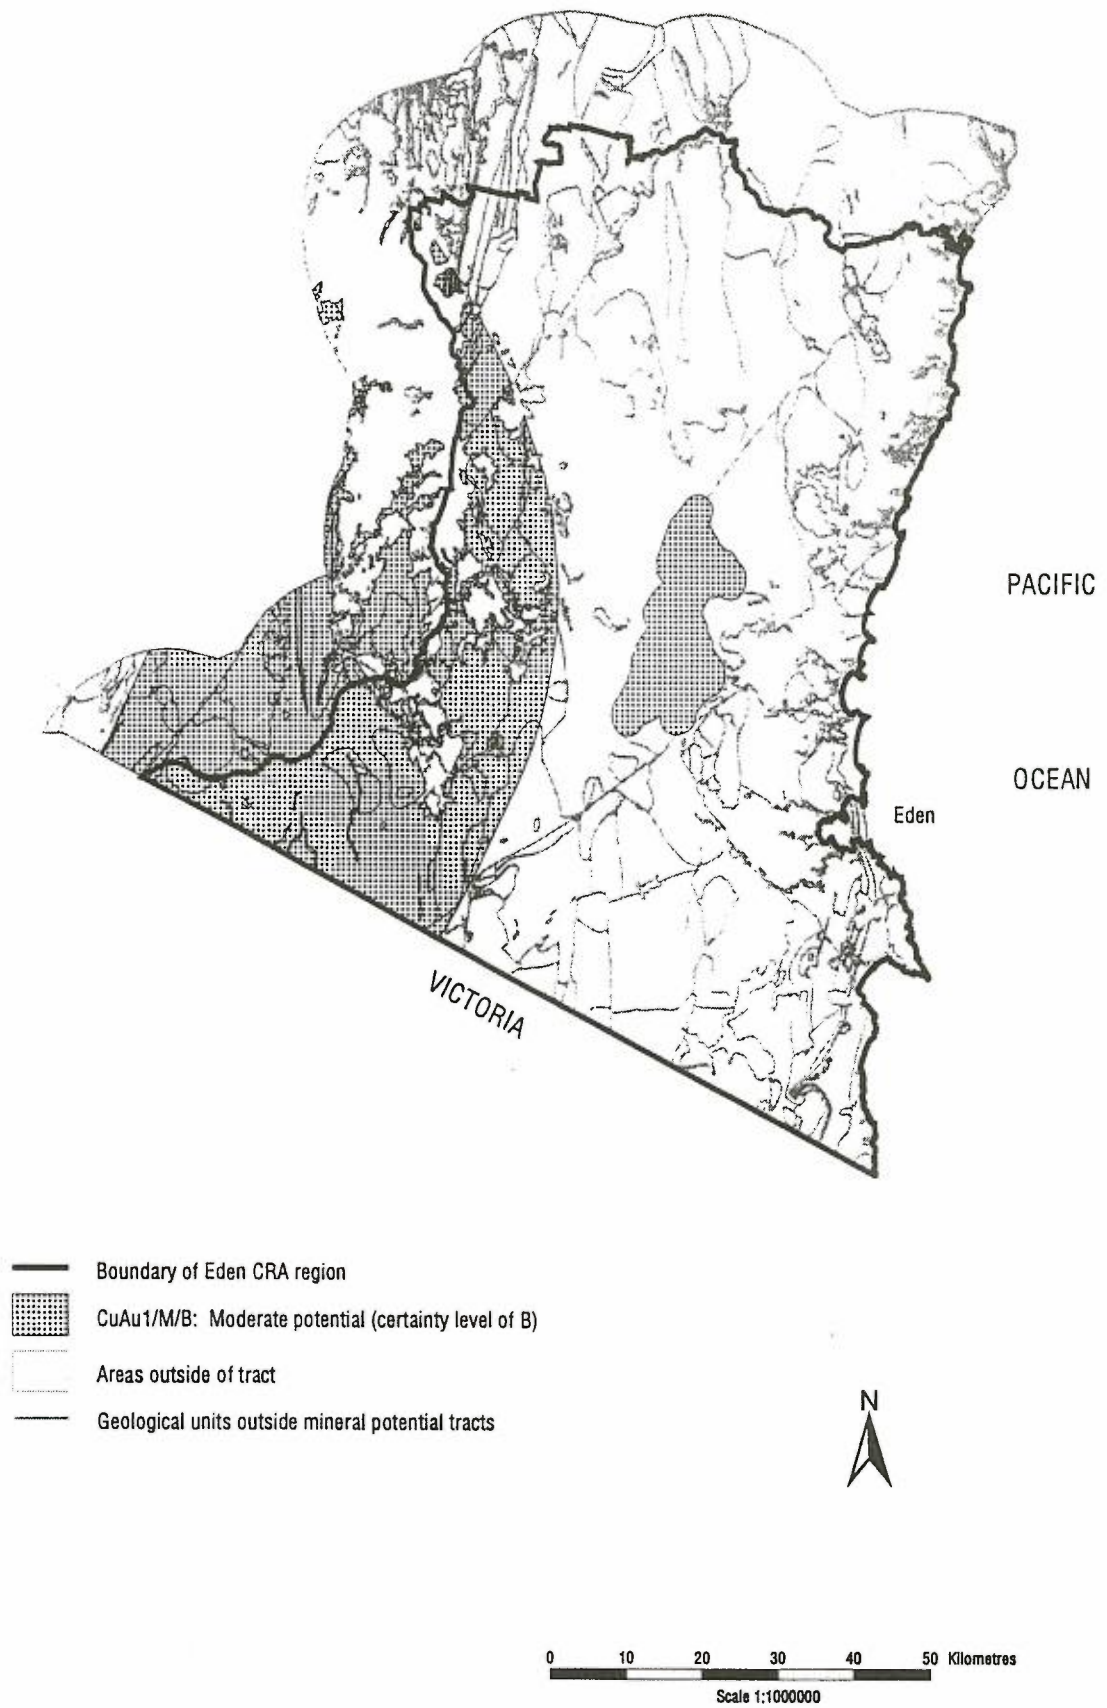 PACIFIC
OCEAN
Eden
VICTORIA
Boundary of Eden CRA region
CuAu1/M/B: Moderate potential (certainty level of B)
Areas outside of tract
Geological units outside mineral potential tracts
N
0 10 20 30 40 50 Kilometres
Scale 1:1000000